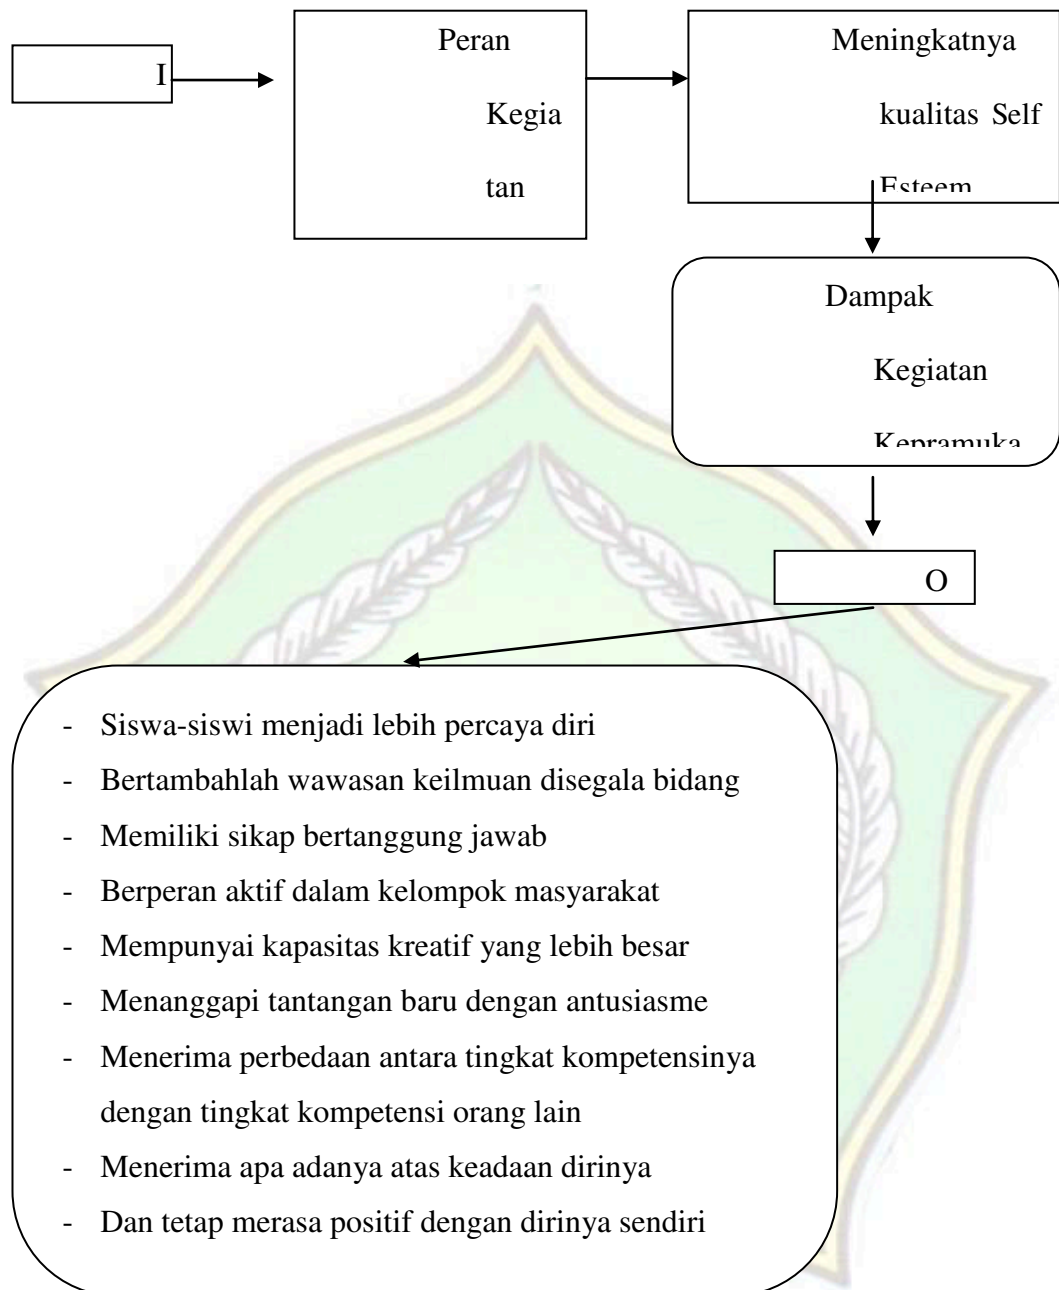 I
Peran
Kegia
tan
Meningkatnya
kualitas Self
Esteem
Dampak
Kegiatan
Kepramuka
O
- Siswa-siswi menjadi lebih percaya diri
- Bertambahlah wawasan keilmuan disegala bidang
- Memiliki sikap bertanggung jawab
- Berperan aktif dalam kelompok masyarakat
- Mempunyai kapasitas kreatif yang lebih besar
- Menanggapi tantangan baru dengan antusiasme
- Menerima perbedaan antara tingkat kompetensinya
dengan tingkat kompetensi orang lain
- Menerima apa adanya atas keadaan dirinya
- Dan tetap merasa positif dengan dirinya sendiri